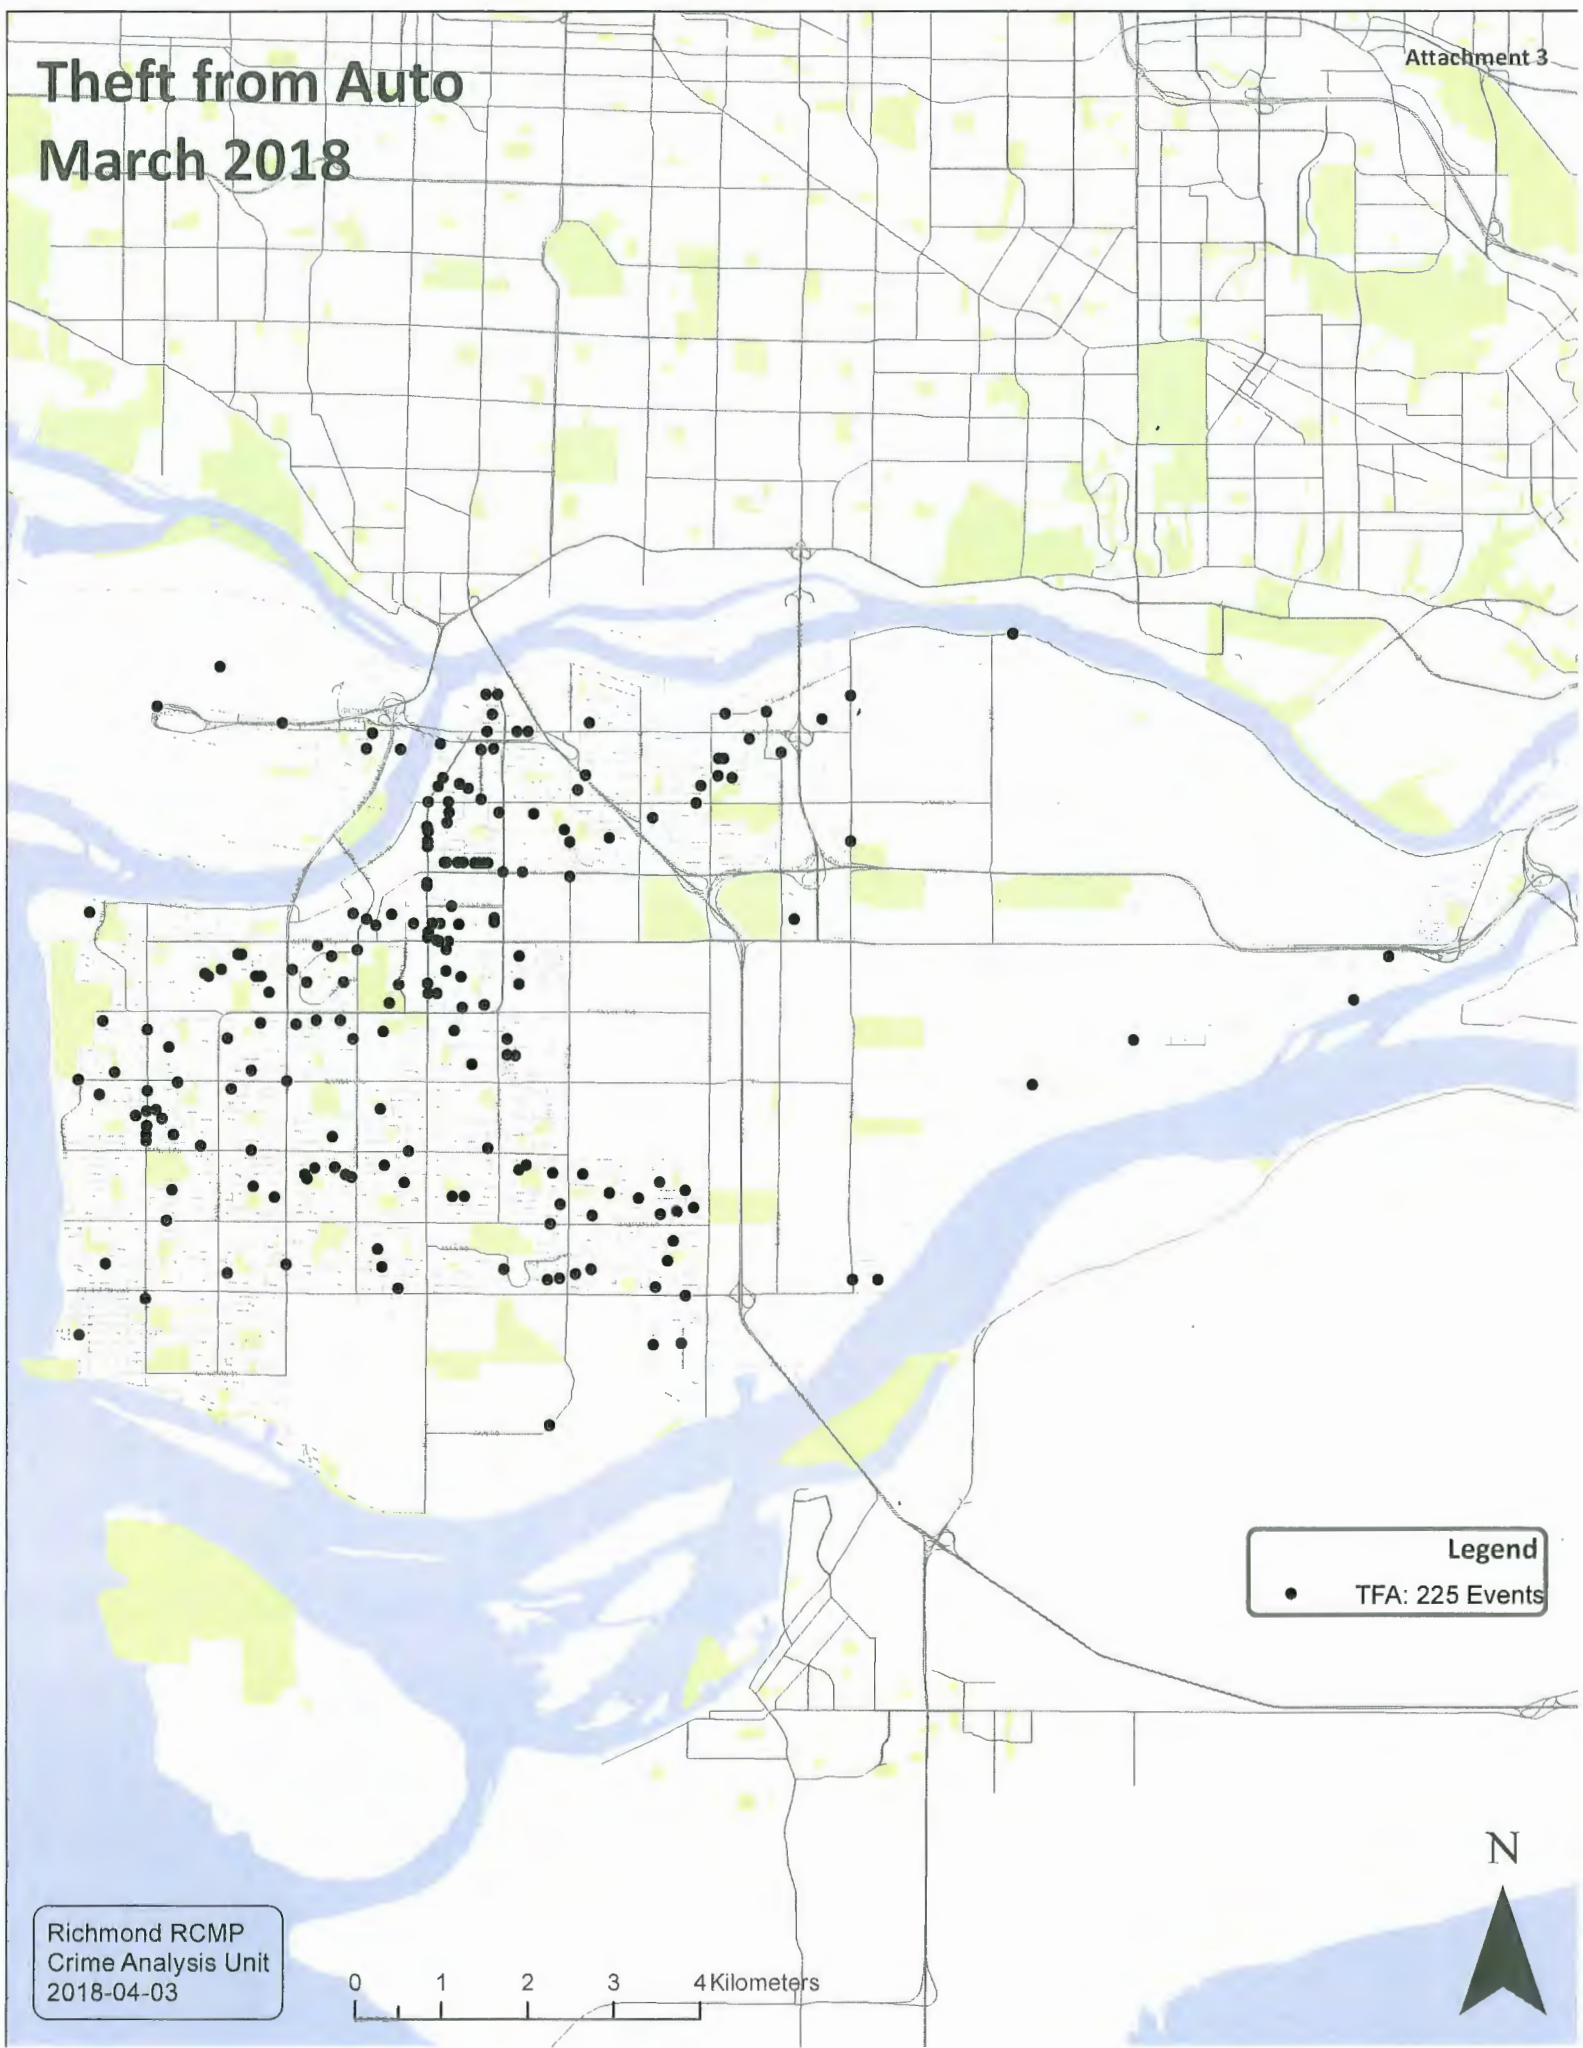 Attachment 3
Theft from Auto
March 2018
Legend
TFA: 225 Events
N
Richmond RCMP
Crime Analysis Unit
2018-04-03
0 1 2 3 4 Kilometers